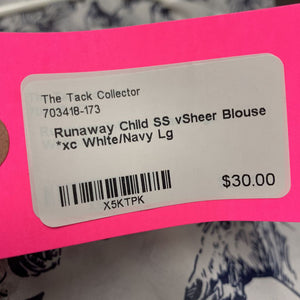 The Tack Collector
703418-173
Runaway Child SS vSheer Blouse
*xc White/Navy Lg
$30.00
X5KTPK